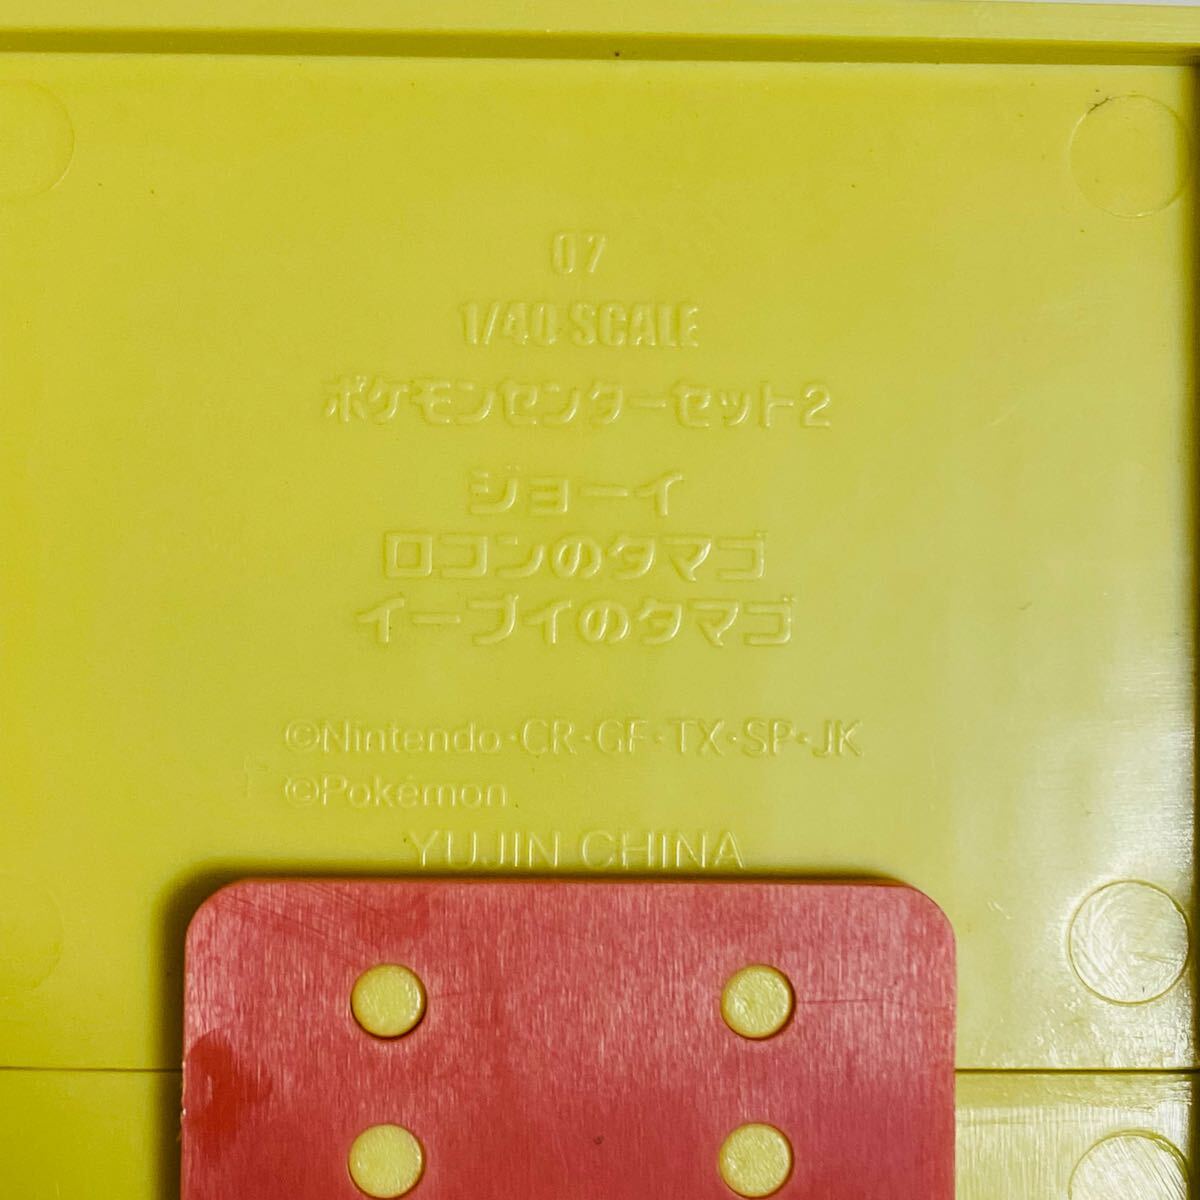 07
1/40 SCALE
ポケモンセンターセット2
ジョーイ
ロコンのタマゴ
イーブイのタマゴ
©Nintendo・CR・GF・TX・SP・JK
©Pokémon
YUJIN CHINA